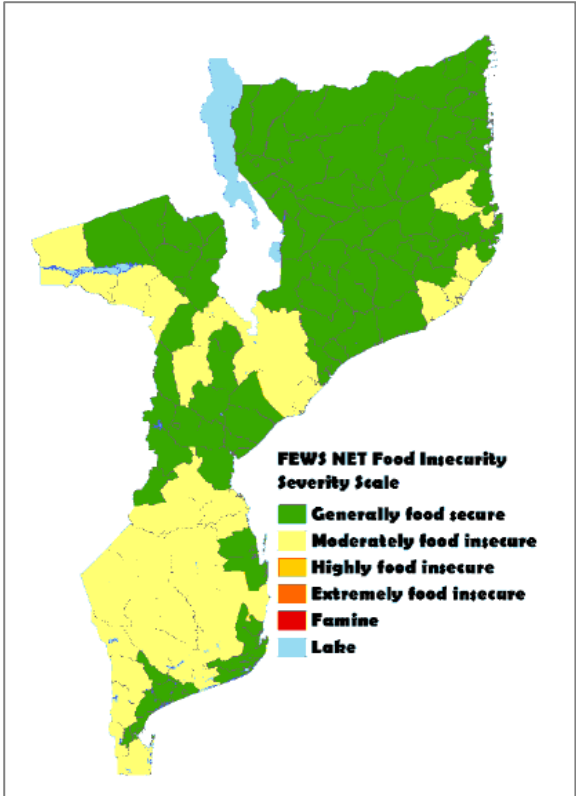 FEWS NET Food Insecurity
Severity Scale
Generally food secure
Moderately food insecure
Highly food insecure
Extremely food insecure
Famine
Lake